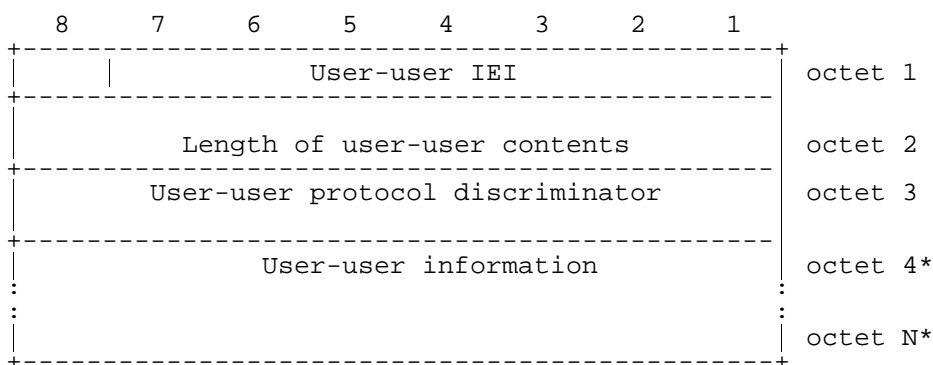 8 7 6 5 4 3 2 1
User-user IEI octet 1
Length of user-user contents octet 2
User-user protocol discriminator octet 3
User-user information octet 4*
: :
: :
octet N*